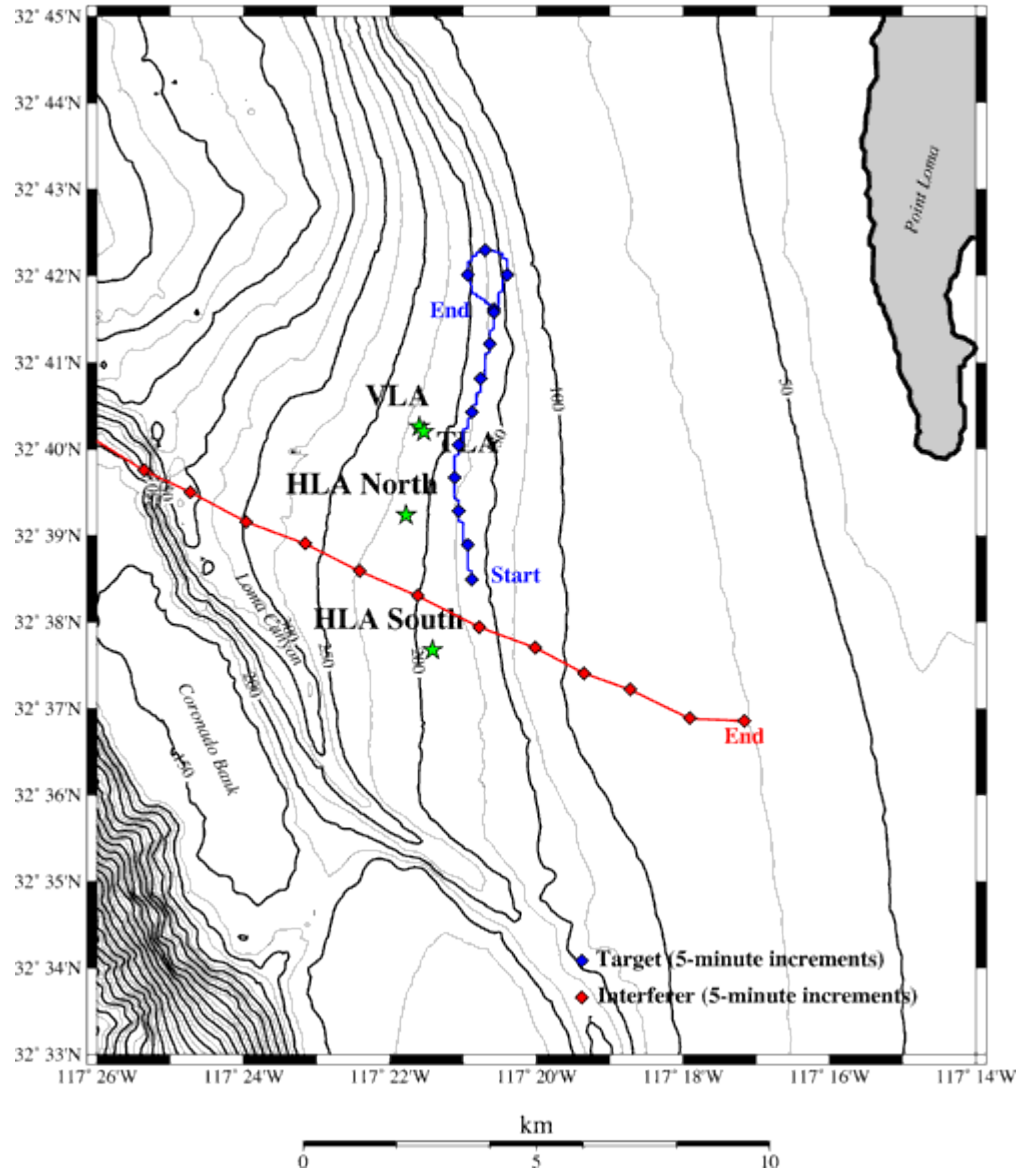 32° 45'N
32° 44'N
32° 43'N
32° 42'N
32° 41'N
32° 40'N
32° 39'N
32° 38'N
32° 37'N
32° 36'N
32° 35'N
32° 34'N
32° 33'N
Point Loma
End
100
50
VLA
TLA
HLA North
Start
HLA South
Loma Canyon
200
250
200
200
Coronado Bank
150
End
Target (5-minute increments)
Interferer (5-minute increments)
117° 26'W
117° 24'W
117° 22'W
117° 20'W
117° 18'W
117° 16'W
117° 14'W
km
0
5
10